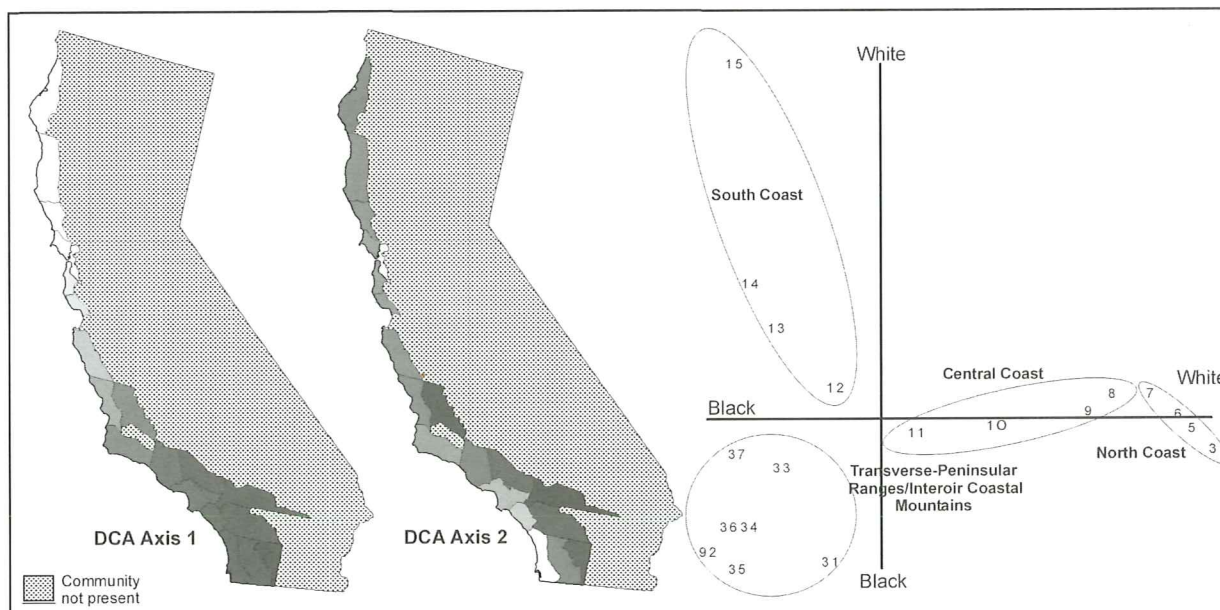 DCA Axis 1
Community
not present
DCA Axis 2
White
15
South Coast
14
13
12
Black
Central Coast
White
8
7
9
6
11
10
5
3
North Coast
Transverse-Peninsular
Ranges/Interoir Coastal
Mountains
37
33
36 34
92
35
31
Black